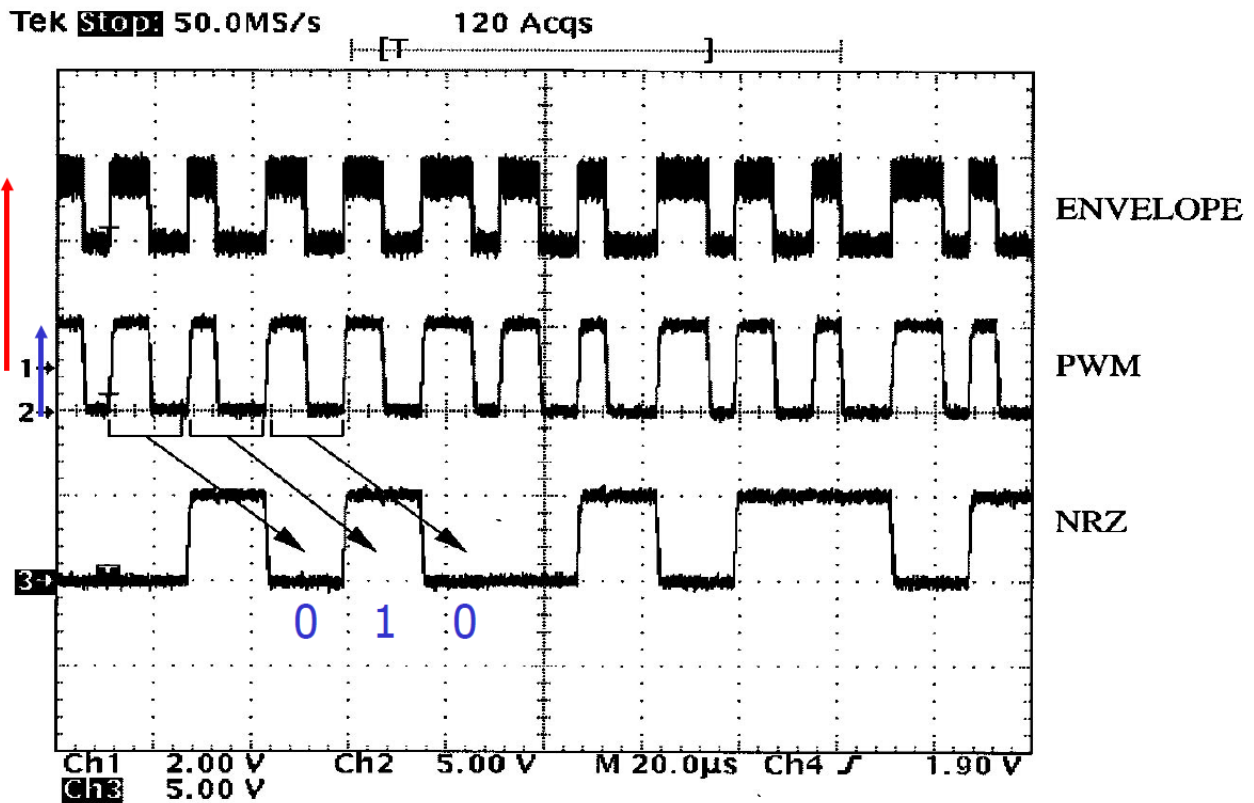 Tek Stop: 50.0MS/s 120 Acqs
[T ]
ENVELOPE
1
PWM
2
NRZ
3
T
0 1 0
Ch1 2.00 V Ch2 5.00 V M 20.0µs Ch4 ƒ 1.90 V
Ch3 5.00 V